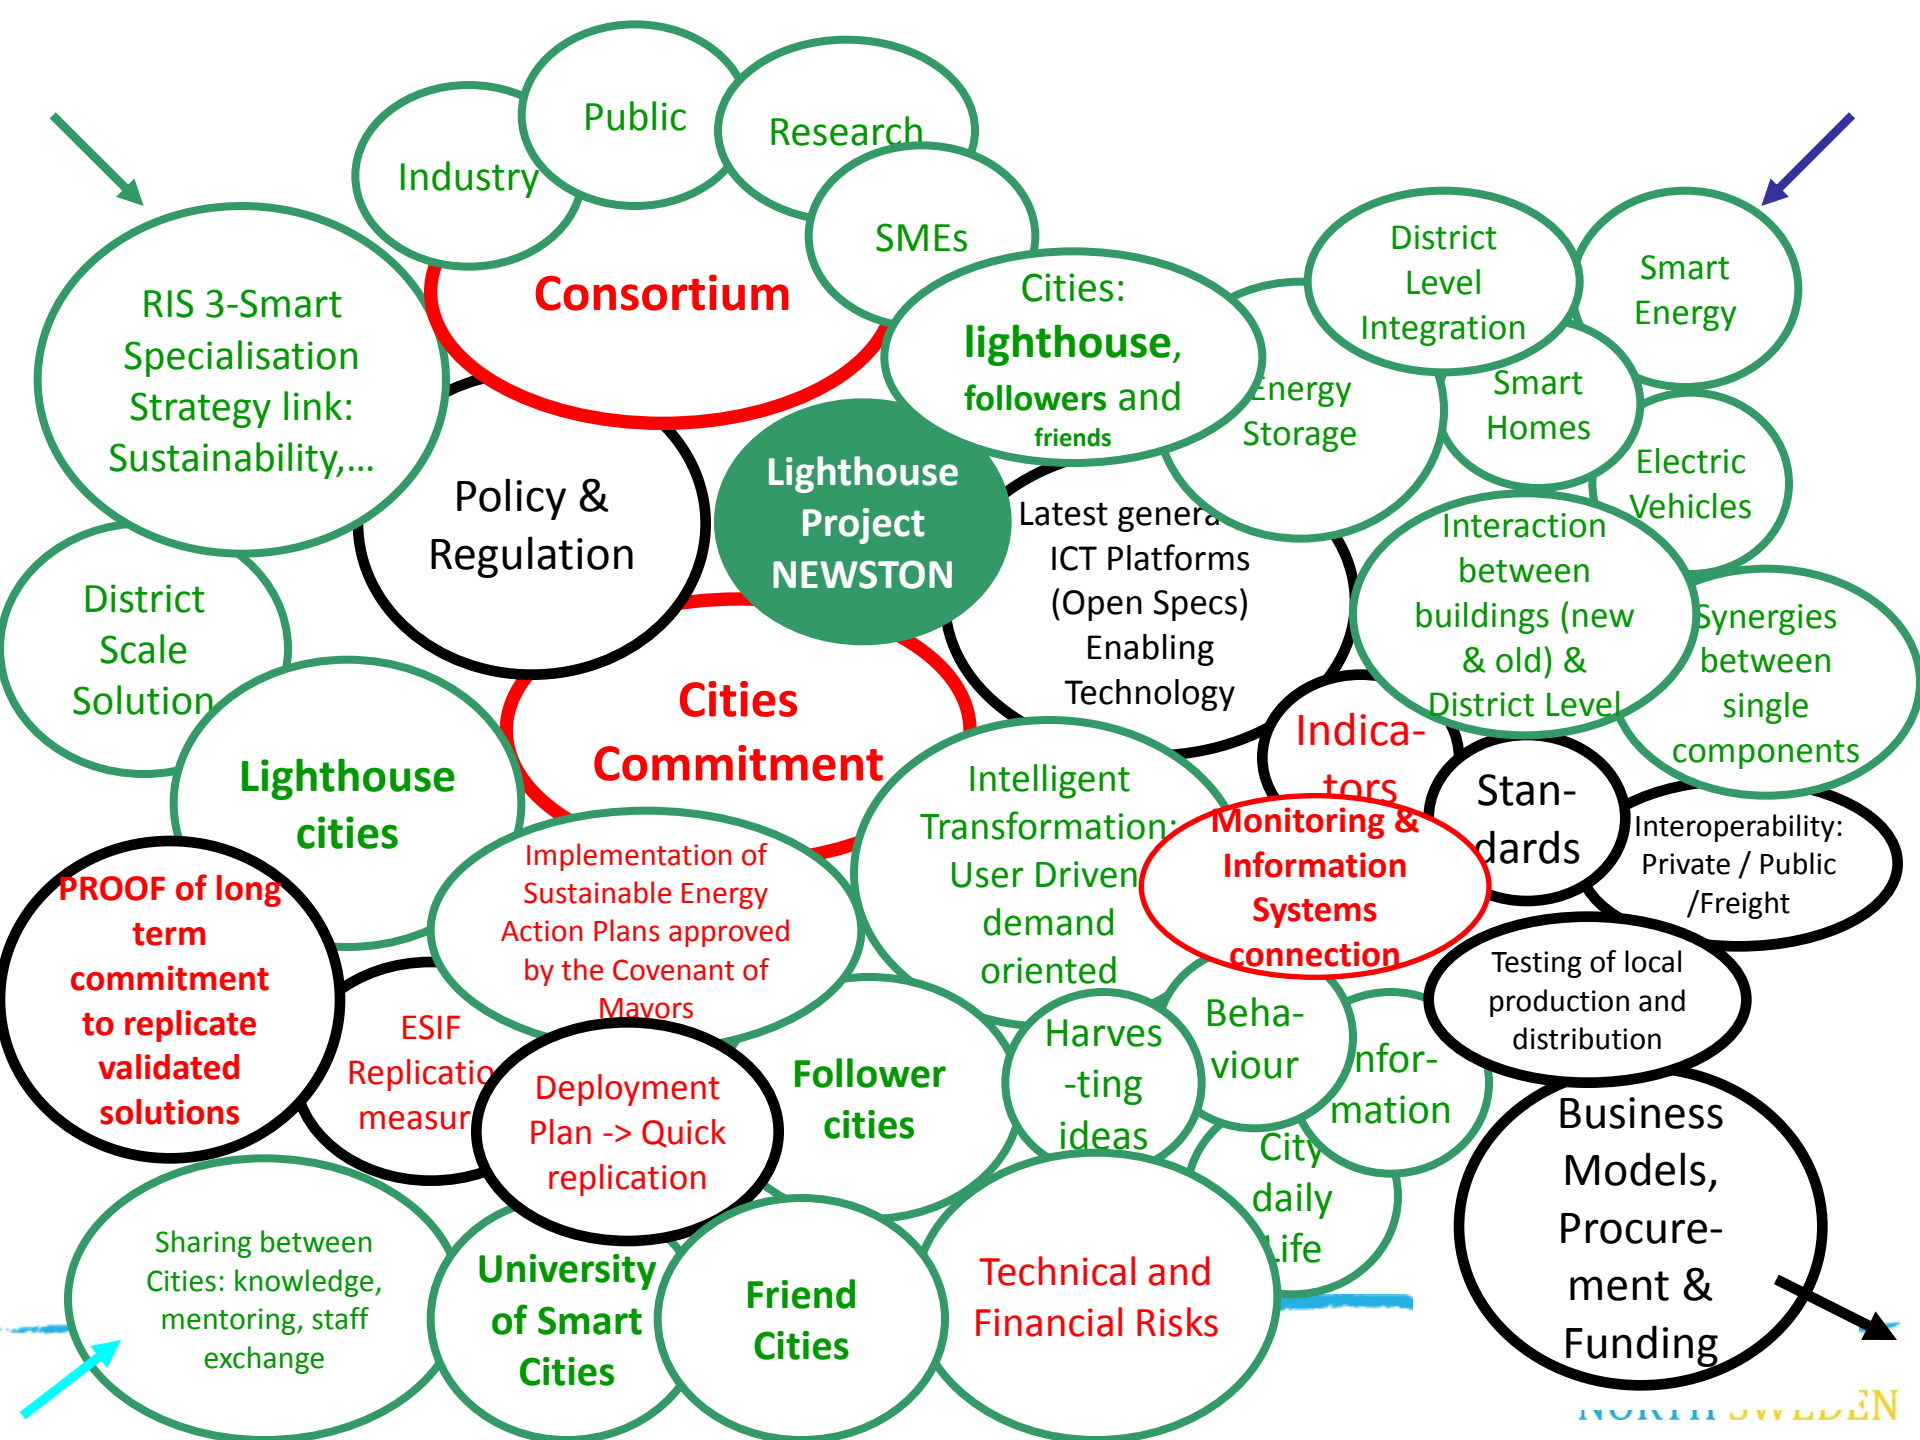 Public
Research
Industry
SMEs
Consortium
Cities:
lighthouse,
followers and
friends
District
Level
Integration
Smart
Energy
RIS 3-Smart
Specialisation
Strategy link:
Sustainability,...
Energy
Storage
Smart
Homes
Electric
Vehicles
Policy &
Regulation
Lighthouse
Project
NEWSTON
Latest
ICT Platforms
(Open Specs)
Enabling
Technology
Interaction
between
buildings (new
& old) &
District Level
Synergies
between
single
components
District
Scale
Solution
Cities
Commitment
Lighthouse
cities
Intelligent
Transformation:
User Driven
demand
oriented
Indica-
tors
Stan-
dards
Monitoring &
Information
Systems
connection
Interoperability:
Private / Public
/Freight
Implementation of
Sustainable Energy
Action Plans approved
by the Covenant of
Mayors
PROOF of long
term
commitment
to replicate
validated
solutions
Testing of local
production and
distribution
ESIF
Deployment
Plan -> Quick
replication
Follower
cities
Harves
-ting
ideas
Beha-
viour
mation
City
daily
Life
Business
Models,
Procure-
ment &
Funding
Sharing between
Cities: knowledge,
mentoring, staff
exchange
University
of Smart
Cities
Friend
Cities
Technical and
Financial Risks
NORTH SWEDEN